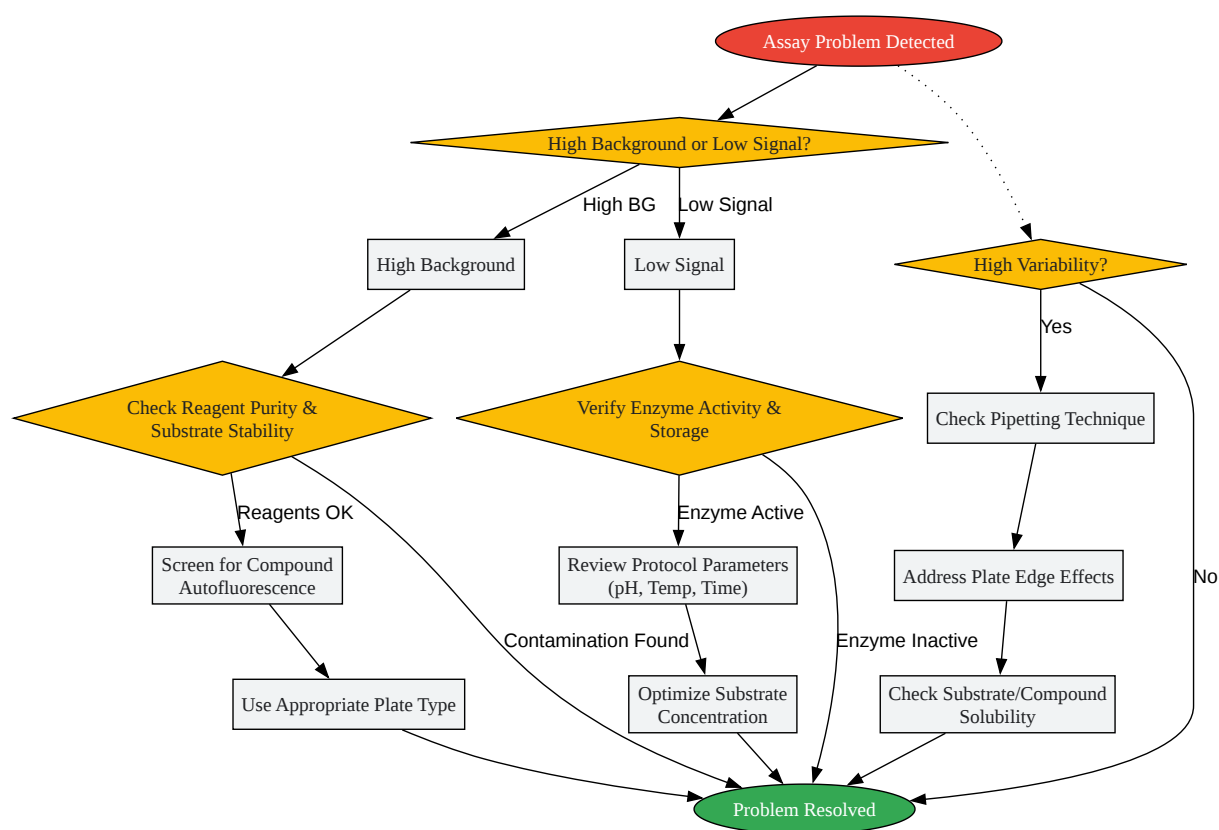 Assay Problem Detected
High Background or Low Signal?
High BG
Low Signal
High Background
Low Signal
High Variability?
Yes
Check Reagent Purity &
Substrate Stability
Verify Enzyme Activity &
Storage
Check Pipetting Technique
Reagents OK
Enzyme Active
Screen for Compound
Autofluorescence
Review Protocol Parameters
(pH, Temp, Time)
Address Plate Edge Effects
No
Contamination Found
Enzyme Inactive
Use Appropriate Plate Type
Optimize Substrate
Concentration
Check Substrate/Compound
Solubility
Problem Resolved